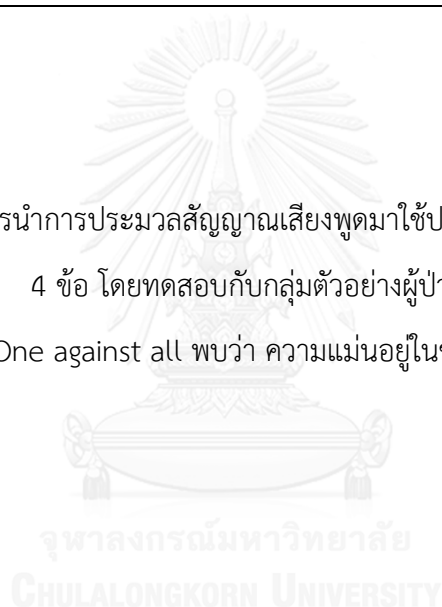 รนำการประมวลสัญญาณเสียงพูดมาใช้ป
4 ข้อ โดยทดสอบกับกลุ่มตัวอย่างผู้ป่ว
One against all พบว่า ความแม่นอยู่ใน
จุฬาลงกรณ์มหาวิทยาลัย
CHULALONGKORN UNIVERSITY